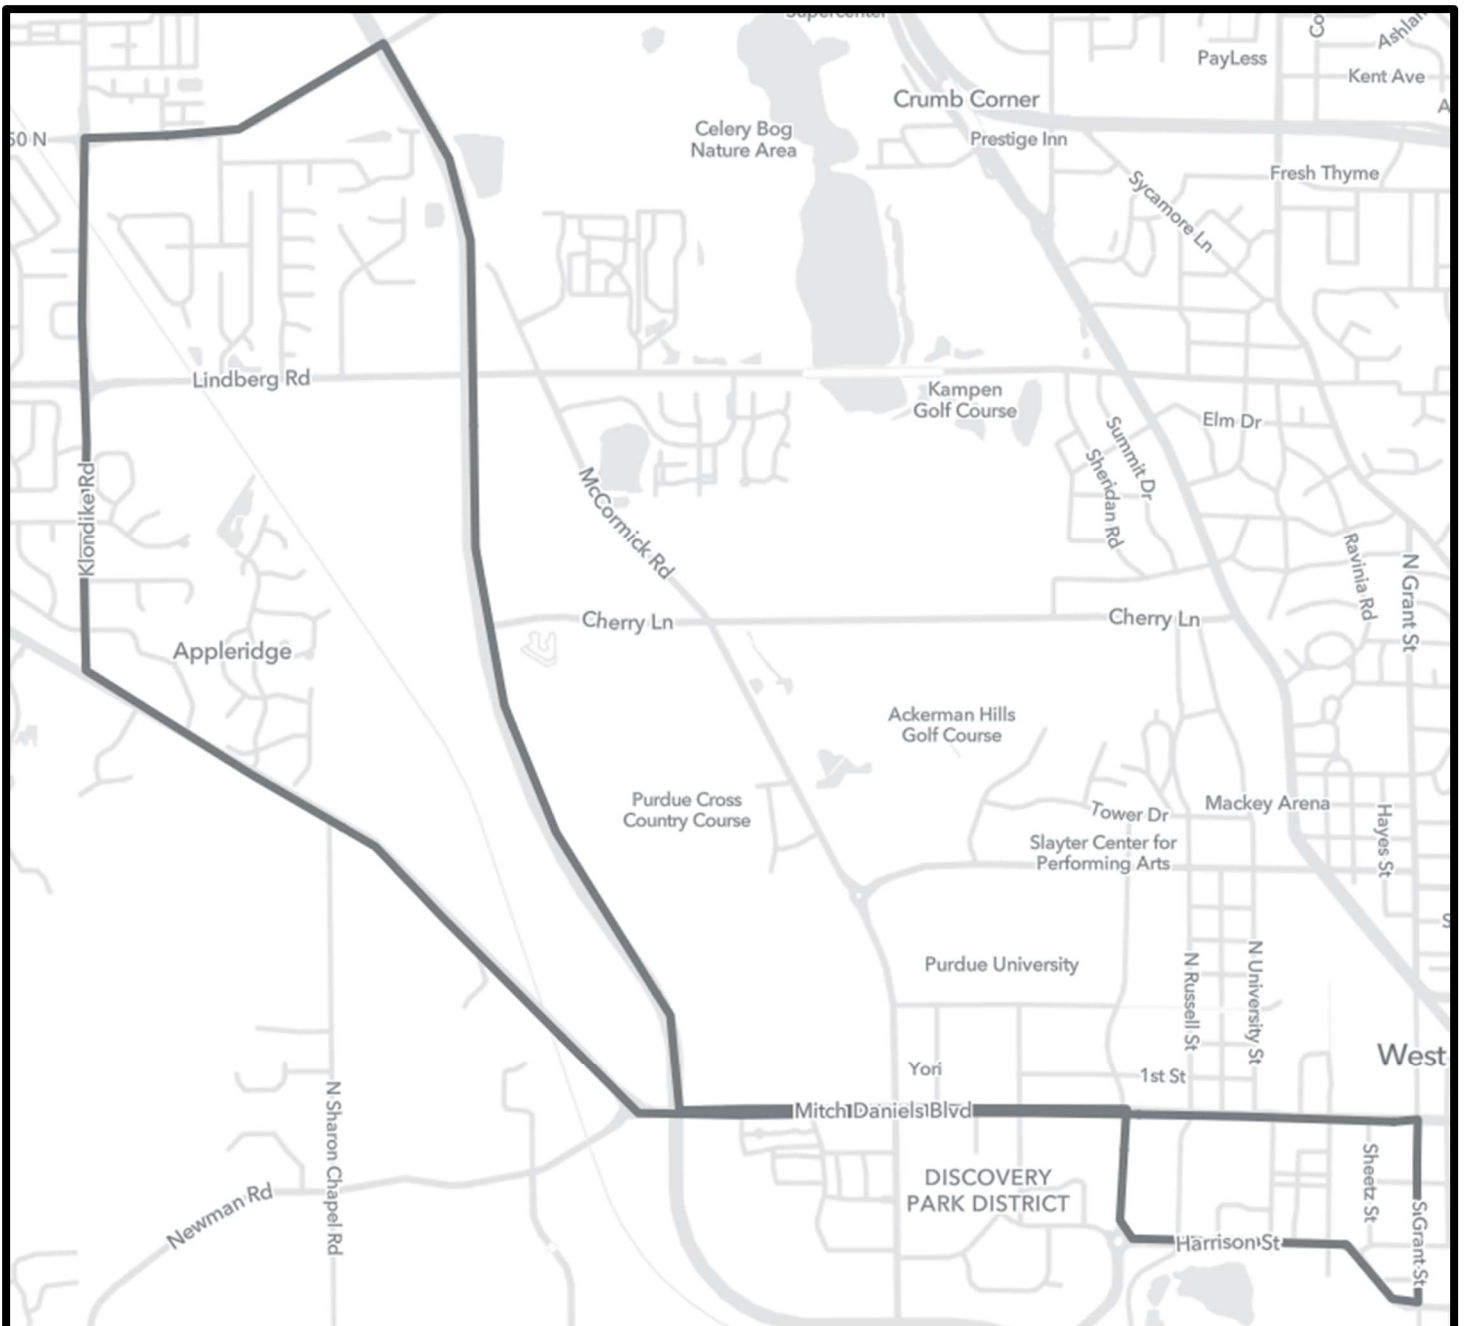 Supercenter
PayLess
Ashlan
Co
Kent Ave
Crumb Corner
A
50 N
Celery Bog
Nature Area
Prestige Inn
Fresh Thyme
Sycamore Ln
Lindberg Rd
Kampen
Golf Course
Elm Dr
Summit Dr
Sheridan Rd
Klondike Rd
McCormick Rd
Ravinia Rd
N Grant St
Cherry Ln
Cherry Ln
Appleridge
Ackerman Hills
Golf Course
Purdue Cross
Country Course
Tower Dr
Mackey Arena
Hayes St
Slayter Center for
Performing Arts
S
Purdue University
N Russell St
N University St
West
Yori
1st St
Mitch Daniels Blvd
N Sharon Chapel Rd
DISCOVERY
PARK DISTRICT
Sheetz St
Newman Rd
Harrison St
S Grant St